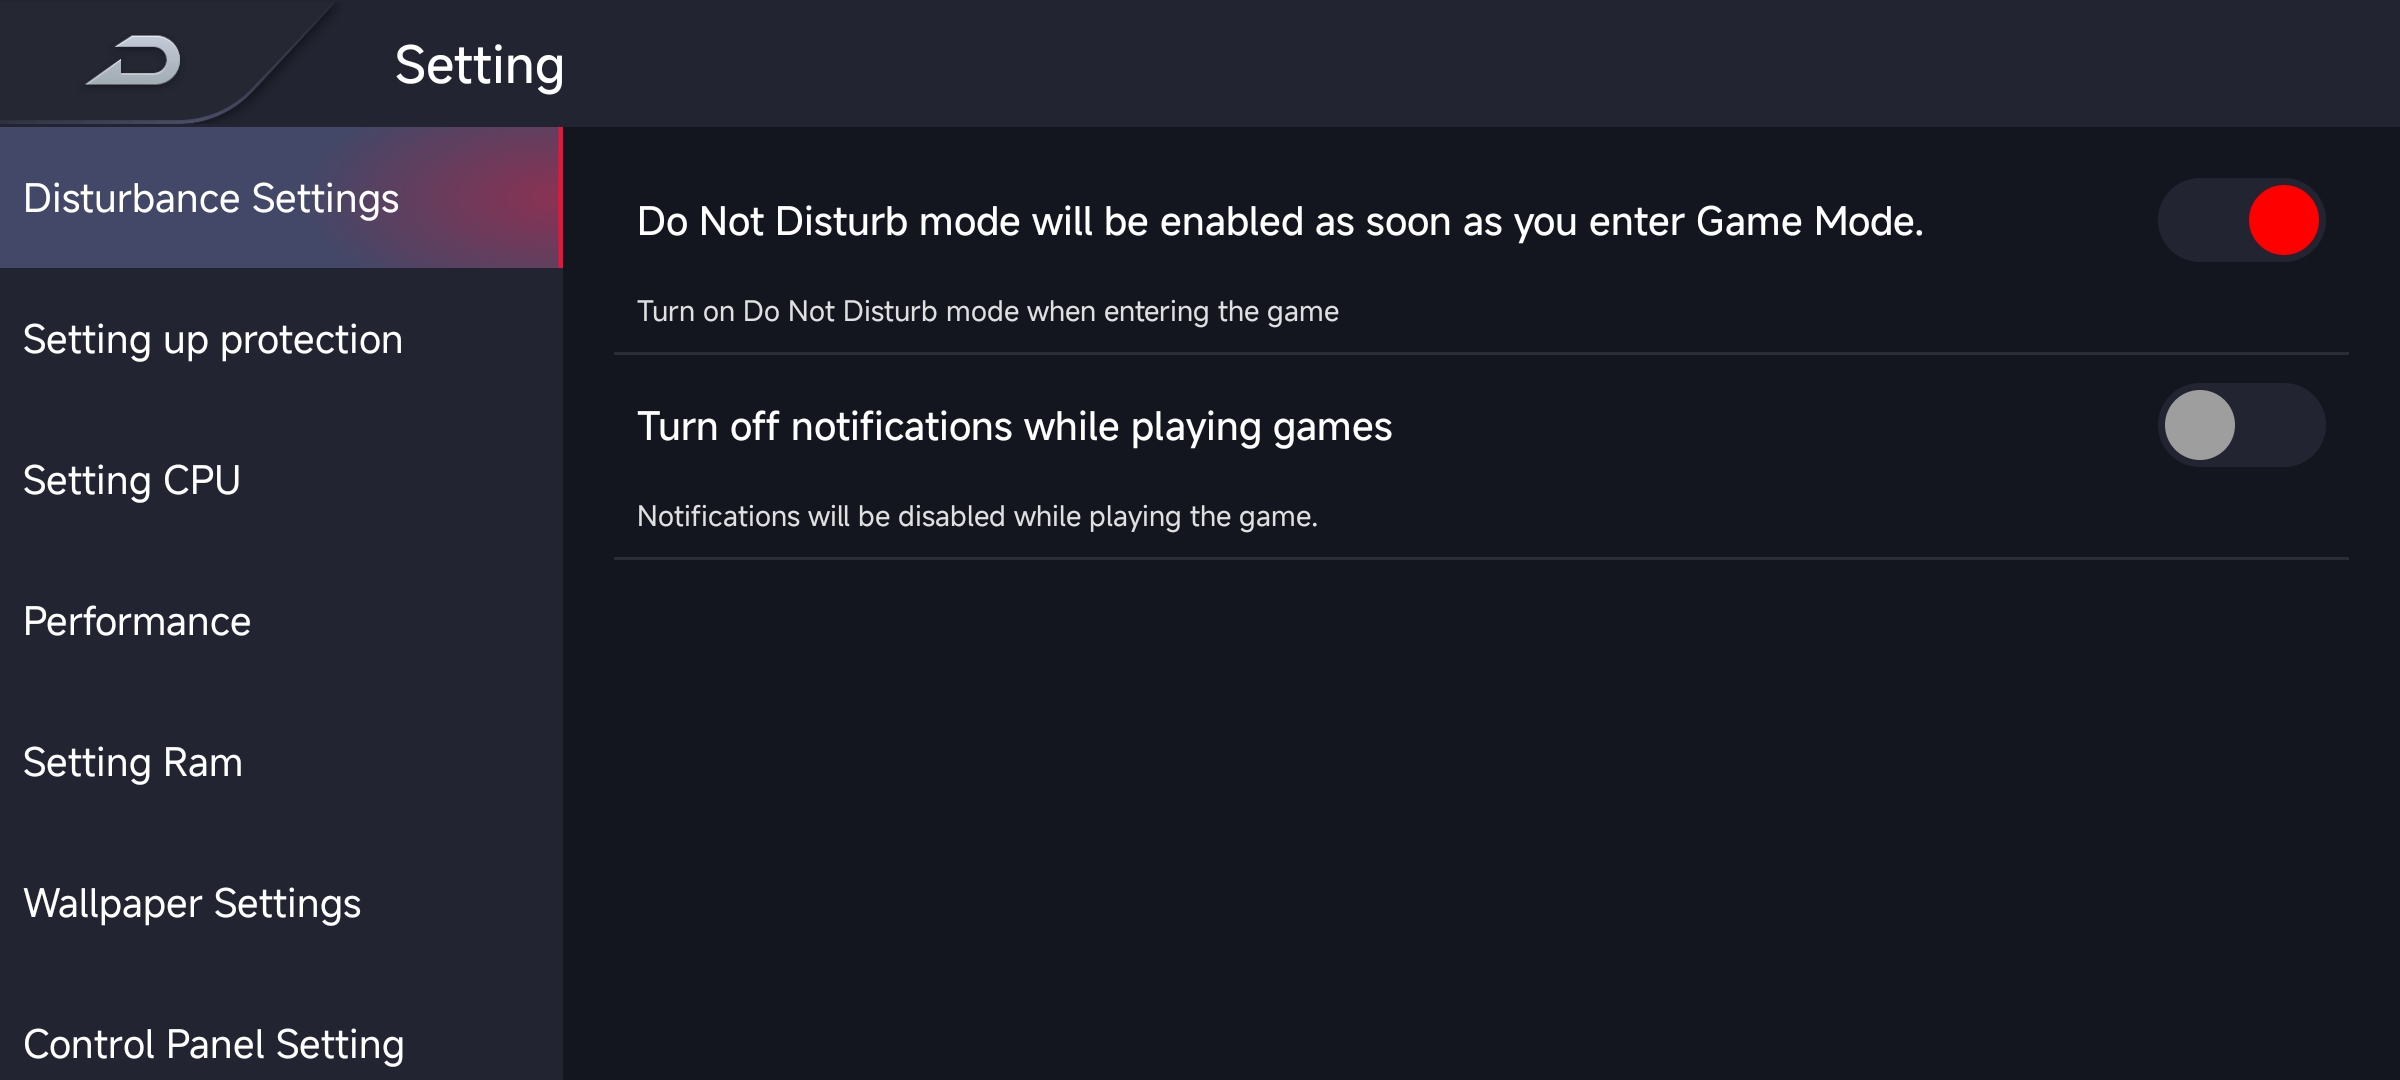 Setting
Disturbance Settings
Setting up protection
Setting CPU
Performance
Setting Ram
Wallpaper Settings
Control Panel Setting
Do Not Disturb mode will be enabled as soon as you enter Game Mode.
Turn on Do Not Disturb mode when entering the game
Turn off notifications while playing games
Notifications will be disabled while playing the game.